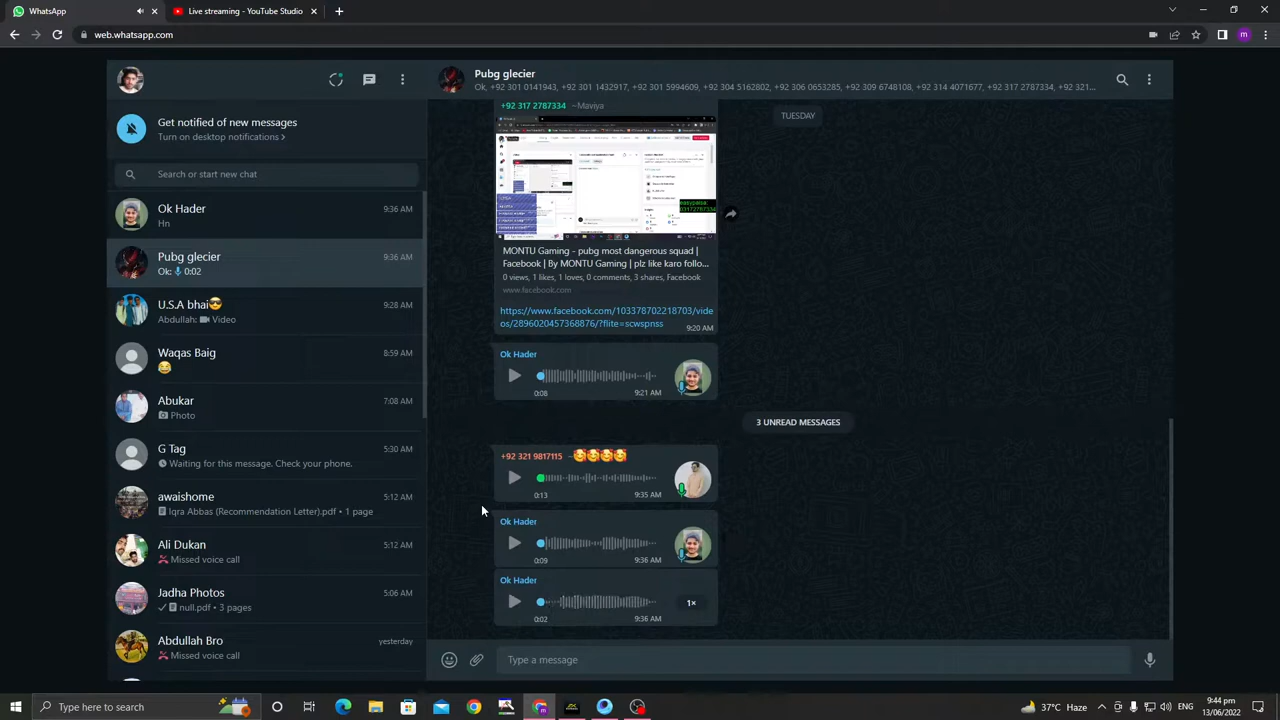 WhatsApp
Live streaming - YouTube Studio
web.whatsapp.com
m
Get notified of new messages
Turn on desktop notifications >
Search or start new chat
Ok Hader
9:40 AM
Pubg glecier
9:36 AM
Ok: 0:02
U.S.A bhai😎
9:28 AM
Abdullah: Video
Waqas Baig
8:59 AM
😂
Abukar
7:08 AM
Photo
G Tag
5:30 AM
Waiting for this message. Check your phone.
awaishome
5:12 AM
Iqra Abbas (Recommendation Letter).pdf • 1 page
Ali Dukan
5:12 AM
Missed voice call
Jadha Photos
5:06 AM
null.pdf • 3 pages
Abdullah Bro
yesterday
Missed voice call
Pubg glecier
Ok, +92 301 0141943, +92 301 1432917, +92 301 5994609, +92 304 5162802, +92 306 0653285, +92 309 6748108, +92 314 7471877, +92 317 2787334, +92 321...
TUESDAY
+92 317 2787334 ~Maviya
MONTU Gaming - pubg most dangerous squad |
Facebook | By MONTU Gaming | plz like karo follo...
0 views, 1 likes, 1 loves, 0 comments, 3 shares, Facebook
www.facebook.com
https://www.facebook.com/103378702218703/vide
os/2896020457368876/?flite=scwspnss
9:20 AM
Ok Hader
0:08
9:21 AM
3 UNREAD MESSAGES
+92 321 9817115 ~🥰🥰🥰🥰
0:13
9:35 AM
Ok Hader
0:09
9:36 AM
Ok Hader
1×
0:02
9:36 AM
Type a message
Type here to search
37°C Haze
9:44 pm
13/06/2022